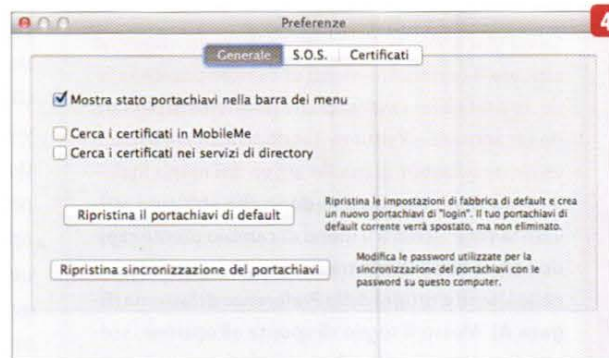 4
Preferenze
Generale S.O.S. Certificati
Mostra stato portachiavi nella barra dei menu
Cerca i certificati in MobileMe
Cerca i certificati nei servizi di directory
Ripristina il portachiavi di default
Ripristina le impostazioni di fabbrica di default e crea
un nuovo portachiavi di "login". Il tuo portachiavi di
default corrente verrà spostato, ma non eliminato.
Ripristina sincronizzazione del portachiavi
Modifica le password utilizzate per la
sincronizzazione del portachiavi con le
password su questo computer.